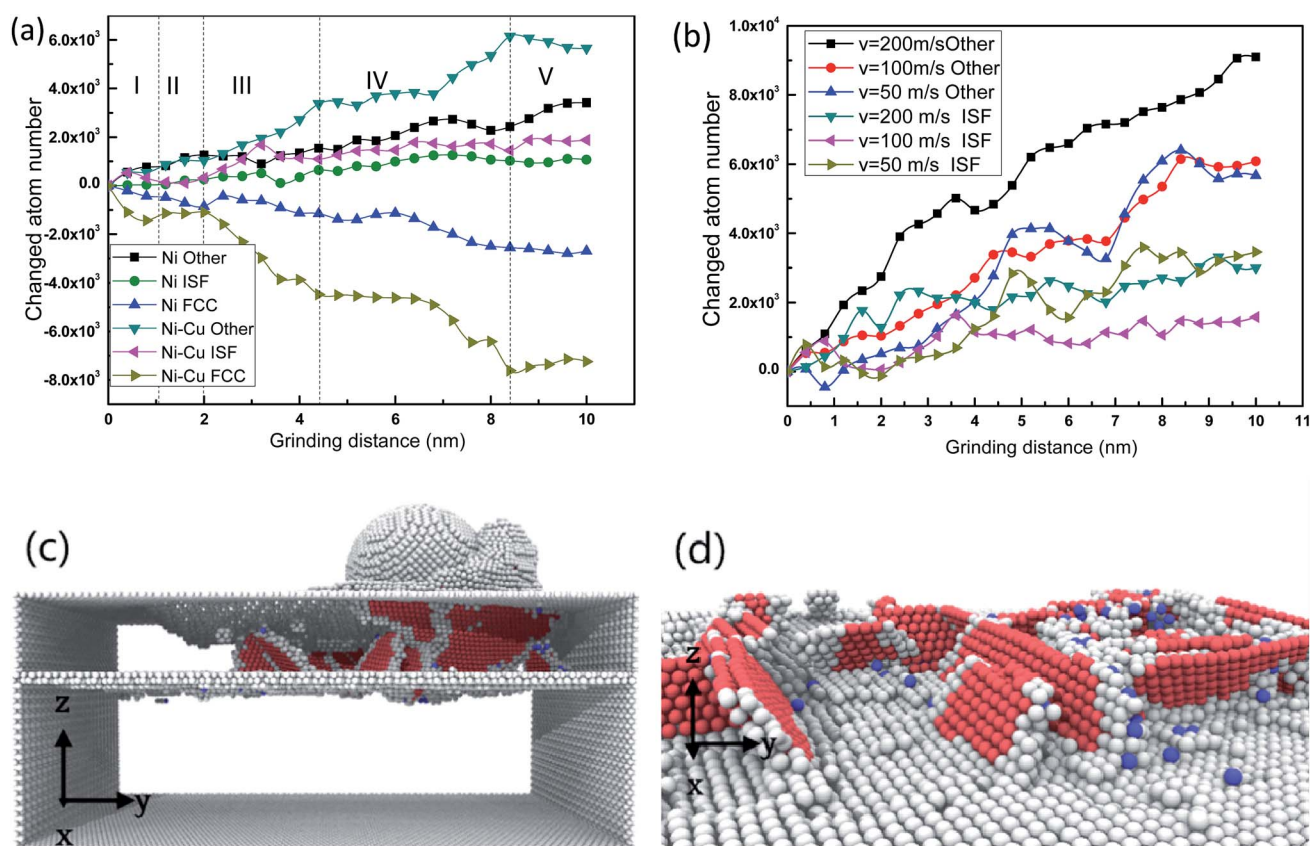 (a)
6.0x10³
4.0x10³
2.0x10³
0.0
-2.0x10³
-4.0x10³
-6.0x10³
-8.0x10³
Changed atom number
I
II
III
IV
V
Ni Other
Ni ISF
Ni FCC
Ni-Cu Other
Ni-Cu ISF
Ni-Cu FCC
0 2 4 6 8 10
Grinding distance (nm)
(b)
1.0x10⁴
8.0x10³
6.0x10³
4.0x10³
2.0x10³
0.0
Changed atom number
v=200m/sOther
v=100m/s Other
v=50 m/s Other
v=200 m/s ISF
v=100 m/s ISF
v=50 m/s ISF
0 1 2 3 4 5 6 7 8 9 10 11
Grinding distance (nm)
(c)
z
y
x
(d)
z
y
x